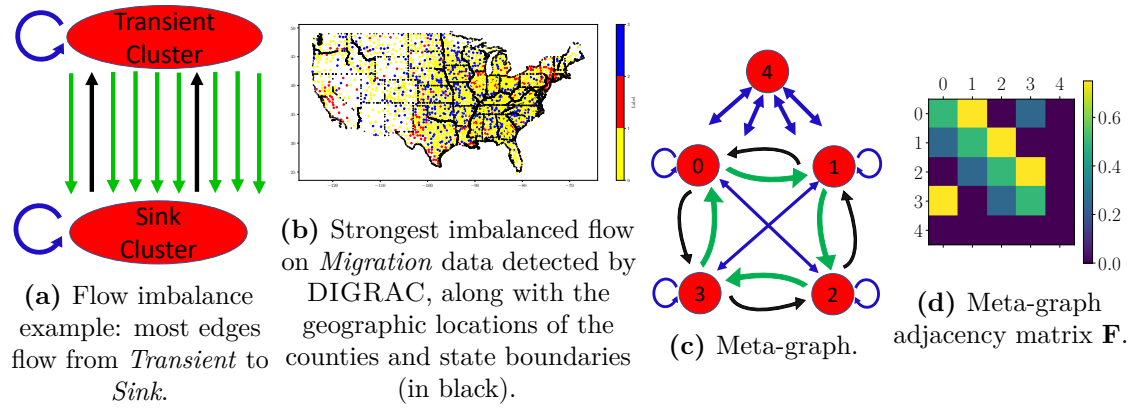 Transient
Cluster
Sink
Cluster
(a) Flow imbalance
example: most edges
flow from Transient to
Sink.
Label
(b) Strongest imbalanced flow
on Migration data detected by
DIGRAC, along with the
geographic locations of the
counties and state boundaries
(in black).
4
0
1
3
2
(c) Meta-graph.
0 1 2 3 4
0
1
2
3
4
0.6
0.4
0.2
0.0
(d) Meta-graph
adjacency matrix F.